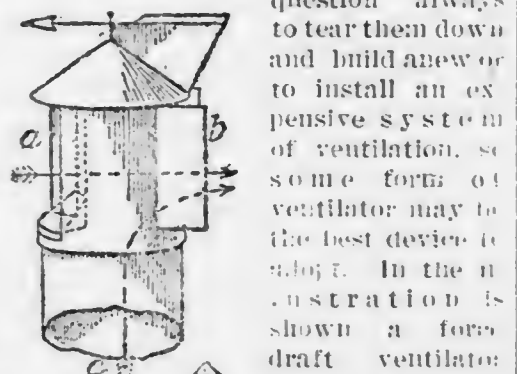 question always
to tear them down
and build anew or
to install an ex
pensive system
of ventilation, so
some form of
ventilator may be
the best device to
adopt. In the il
lustration is
shown a form
draft ventilator
a
b
c